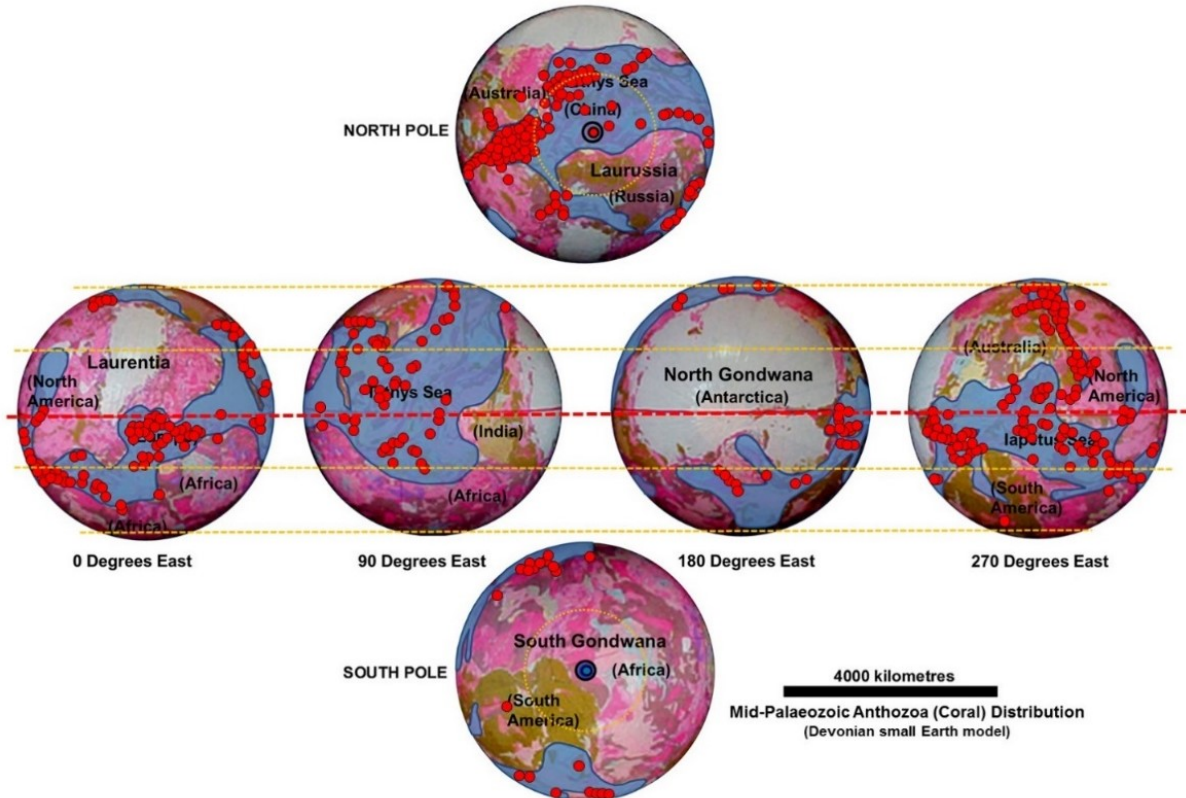 (Australia)
(China)
Sea
NORTH POLE
Laurussia
(Russia)
Laurentia
(North
America)
(Africa)
(Africa)
Sea
(India)
(Africa)
North Gondwana
(Antarctica)
(Australia)
(North
America)
Iapetus Sea
(South
America)
0 Degrees East
90 Degrees East
180 Degrees East
270 Degrees East
South Gondwana
SOUTH POLE
(Africa)
(South
America)
4000 kilometres
Mid-Palaeozoic Anthozoa (Coral) Distribution
(Devonian small Earth model)